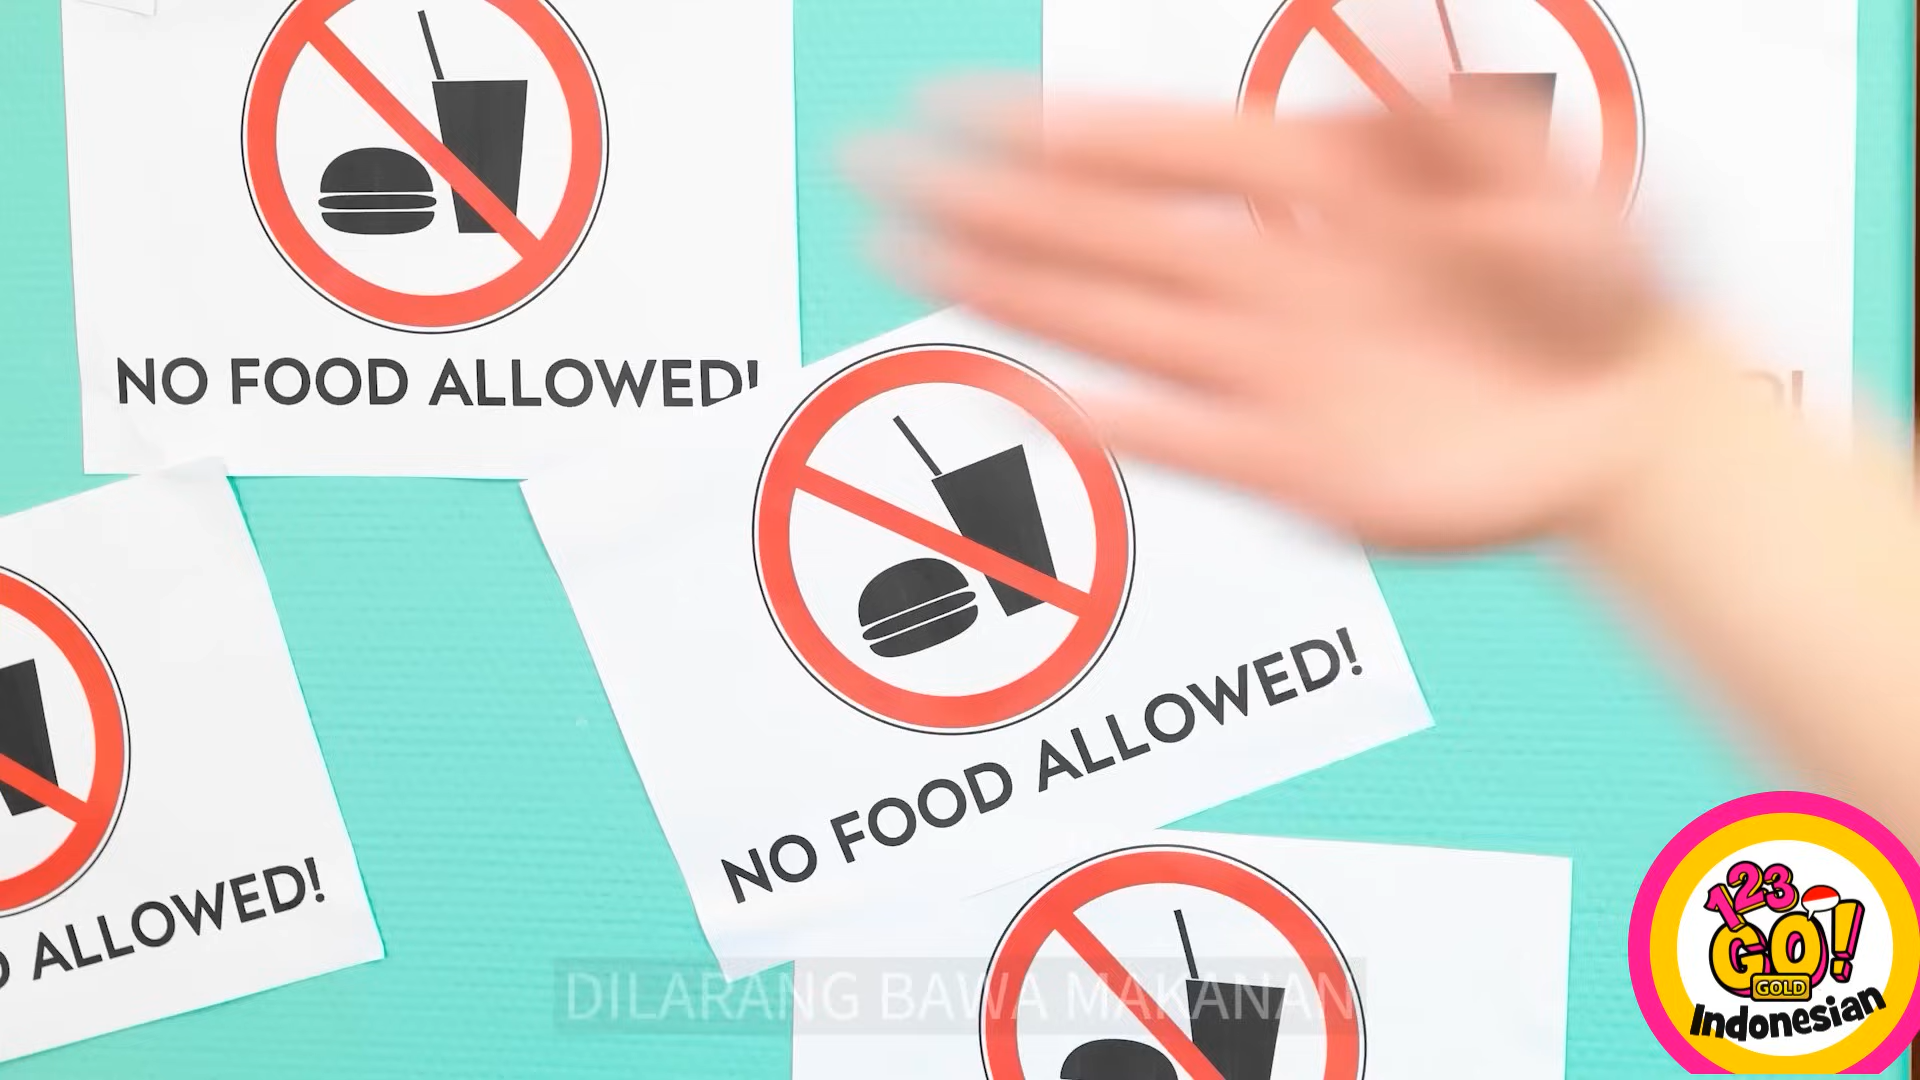 NO FOOD ALLOWED!
NO FOOD ALLOWED!
ALLOWED!
DILARANG BAWA MAKANAN
123
GO!
GOLD
Indonesian